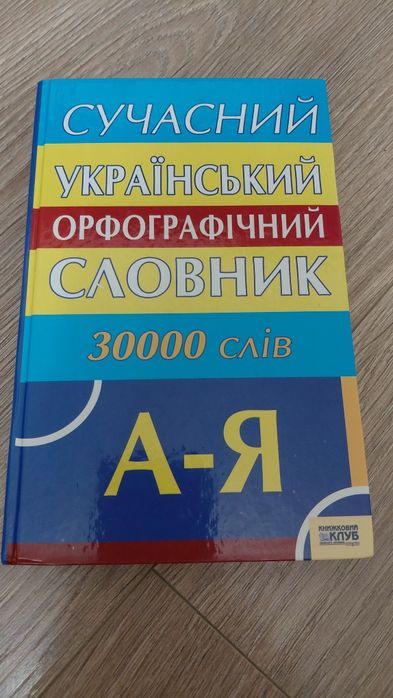 СУЧАСНИЙ
УКРАЇНСЬКИЙ
ОРФОГРАФІЧНИЙ
СЛОВНИК
30000 слів
А-Я
КНИЖКОВИЙ
КЛУБ